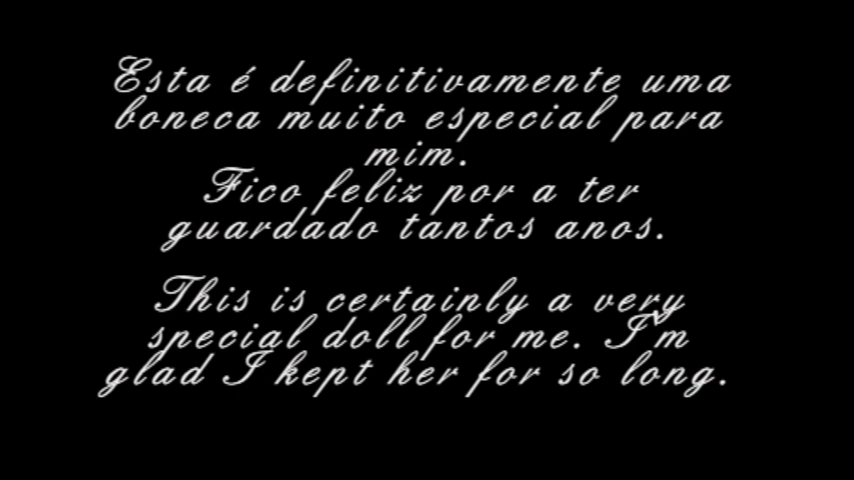 Esta é definitivamente uma
boneca muito especial para
mim.
Fico feliz por a ter
guardado tantos anos.
This is certainly a very
special doll for me. I'm
glad I kept her for so long.